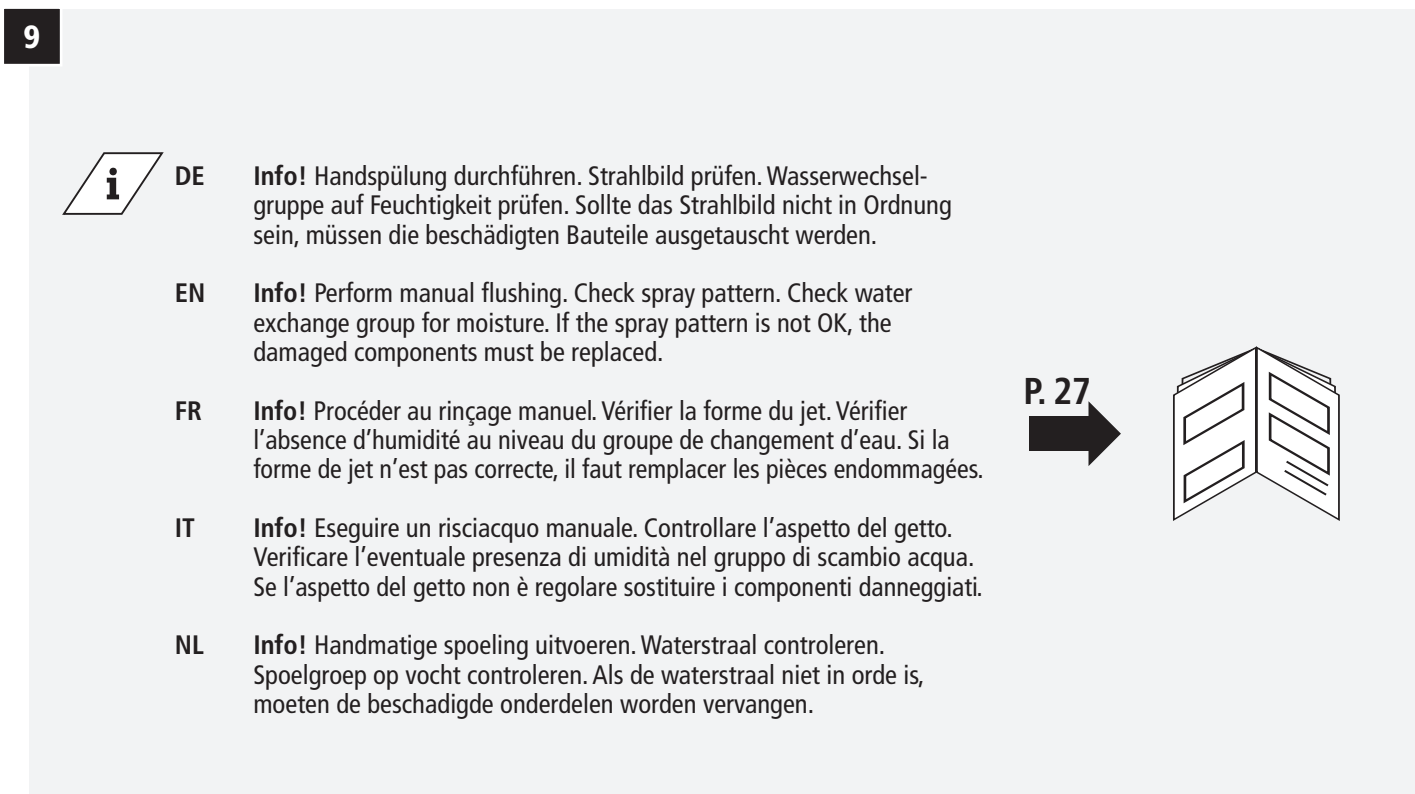 9
i
DE Info! Handspülung durchführen. Strahlbild prüfen. Wasserwechsel-
gruppe auf Feuchtigkeit prüfen. Sollte das Strahlbild nicht in Ordnung
sein, müssen die beschädigten Bauteile ausgetauscht werden.
EN Info! Perform manual flushing. Check spray pattern. Check water
exchange group for moisture. If the spray pattern is not OK, the
damaged components must be replaced.
FR Info! Procéder au rinçage manuel. Vérifier la forme du jet. Vérifier
l’absence d’humidité au niveau du groupe de changement d’eau. Si la
forme de jet n’est pas correcte, il faut remplacer les pièces endommagées.
IT Info! Eseguire un risciacquo manuale. Controllare l’aspetto del getto.
Verificare l’eventuale presenza di umidità nel gruppo di scambio acqua.
Se l’aspetto del getto non è regolare sostituire i componenti danneggiati.
NL Info! Handmatige spoeling uitvoeren. Waterstraal controleren.
Spoelgroep op vocht controleren. Als de waterstraal niet in orde is,
moeten de beschadigde onderdelen worden vervangen.
P. 27